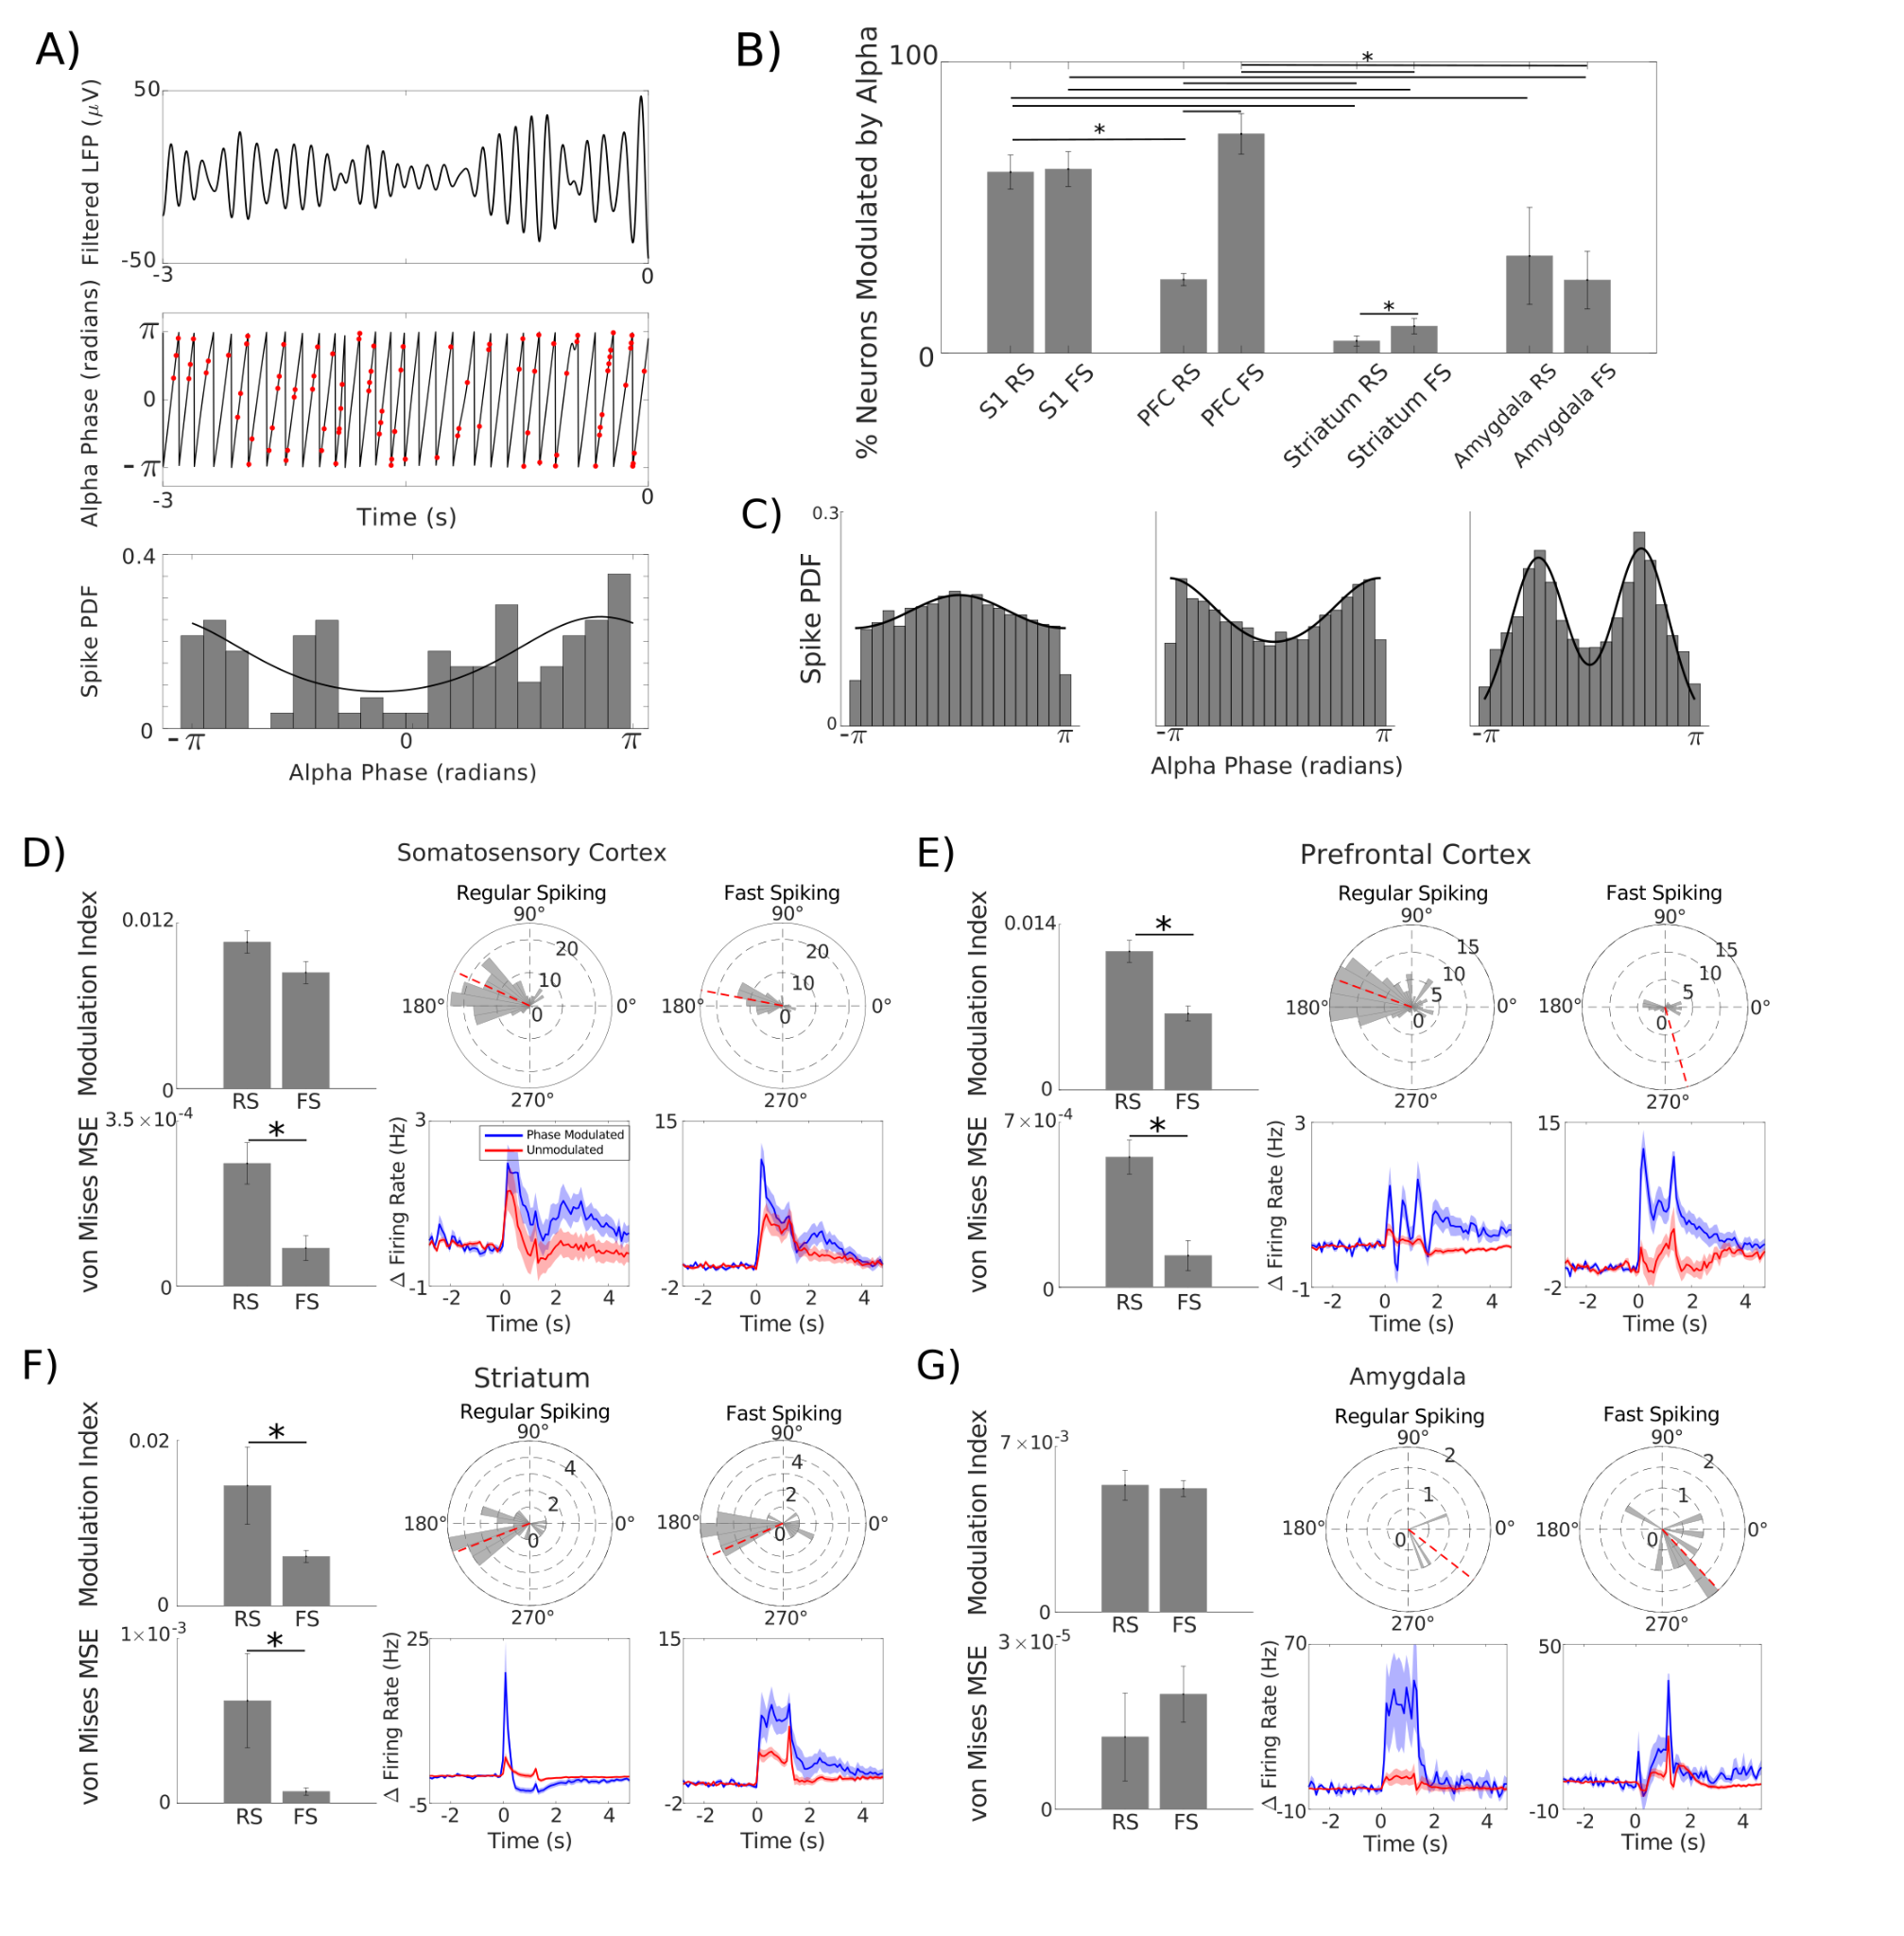 A)
50
-50
Filtered LFP (μV)
-3
0
π
0
-π
Alpha Phase (radians)
-3
0
Time (s)
0.4
0
Spike PDF
-π
0
π
Alpha Phase (radians)
B)
100
0
% Neurons Modulated by Alpha
*
*
*
S1 RS
S1 FS
PFC RS
PFC FS
Striatum RS
Striatum FS
Amygdala RS
Amygdala FS
C)
0.3
0
Spike PDF
-π
π
-π
π
-π
π
Alpha Phase (radians)
D)
Somatosensory Cortex
Modulation Index
0.012
0
RS
FS
Regular Spiking
90°
20
10
0
180°
0°
270°
Fast Spiking
90°
20
10
0
180°
0°
270°
von Mises MSE
3.5×10-4
0
*
RS
FS
Δ Firing Rate (Hz)
3
-1
Phase Modulated
Unmodulated
-2
0
2
4
Time (s)
15
-2
-2
0
2
4
Time (s)
E)
Prefrontal Cortex
Modulation Index
0.014
0
*
RS
FS
Regular Spiking
90°
15
10
5
0
180°
0°
270°
Fast Spiking
90°
15
10
5
0
180°
0°
270°
von Mises MSE
7×10-4
0
*
RS
FS
Δ Firing Rate (Hz)
3
-1
-2
0
2
4
Time (s)
15
-2
-2
0
2
4
Time (s)
F)
Striatum
Modulation Index
0.02
0
*
RS
FS
Regular Spiking
90°
4
2
0
180°
0°
270°
Fast Spiking
90°
4
2
0
180°
0°
270°
von Mises MSE
1×10-3
0
*
RS
FS
Δ Firing Rate (Hz)
25
-5
-2
0
2
4
Time (s)
15
-2
-2
0
2
4
Time (s)
G)
Amygdala
Modulation Index
7×10-3
0
RS
FS
Regular Spiking
90°
2
1
0
180°
0°
270°
Fast Spiking
90°
2
1
0
180°
0°
270°
von Mises MSE
3×10-5
0
RS
FS
Δ Firing Rate (Hz)
70
-10
-2
0
2
4
Time (s)
50
-10
-2
0
2
4
Time (s)